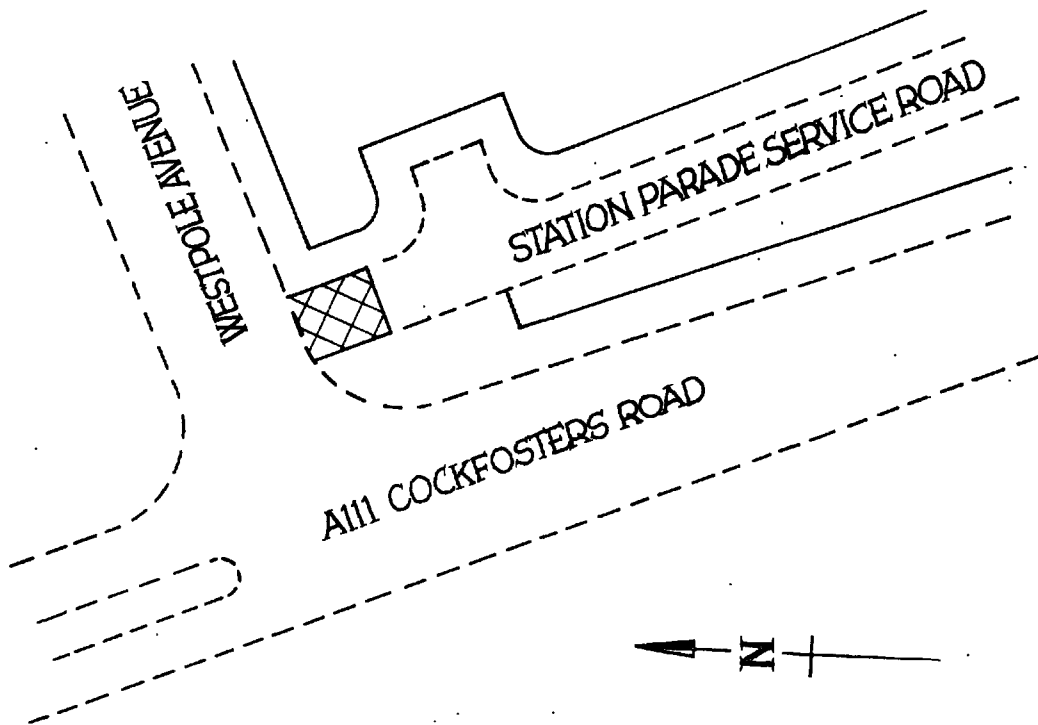 WESTPOLE AVENUE
STATION PARADE SERVICE ROAD
A111 COCKFOSTERS ROAD
N